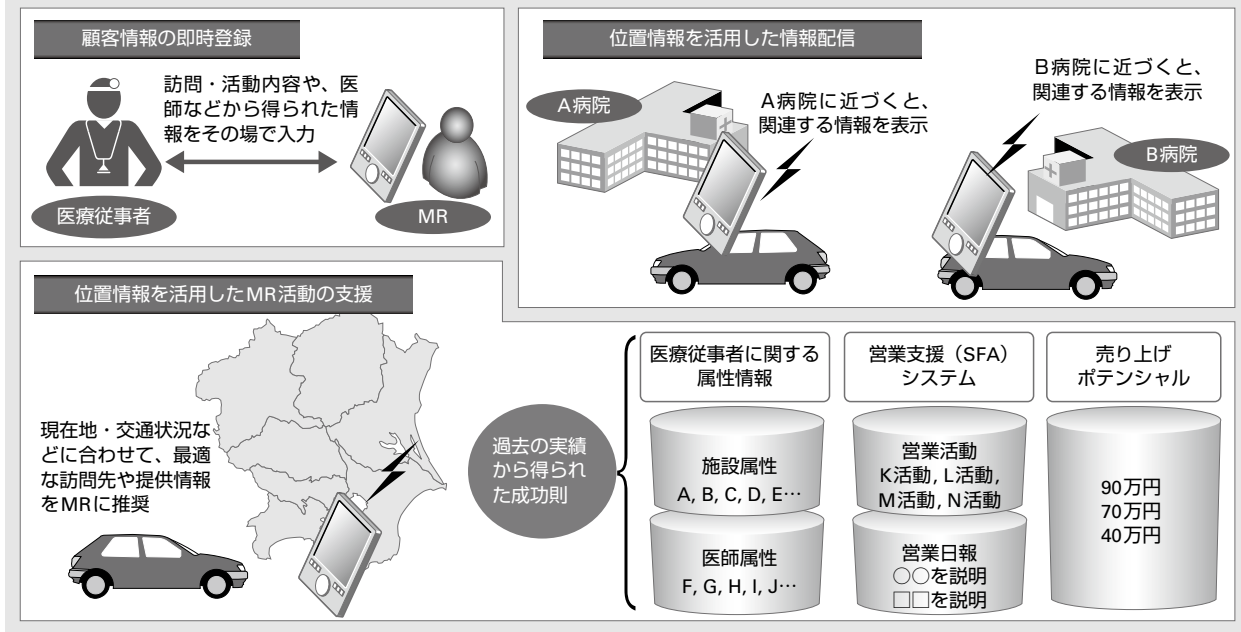 顧客情報の即時登録
訪問・活動内容や、医
師などから得られた情
報をその場で入力
医療従事者
MR
位置情報を活用した情報配信
A病院
A病院に近づくと、
関連する情報を表示
B病院に近づくと、
関連する情報を表示
B病院
位置情報を活用したMR活動の支援
現在地・交通状況な
どに合わせて、最適
な訪問先や提供情報
をMRに推奨
過去の実績
から得られ
た成功則
医療従事者に関する
属性情報
施設属性
A, B, C, D, E…
医師属性
F, G, H, I, J…
営業支援（SFA）
システム
営業活動
K活動, L活動,
M活動, N活動
営業日報
○○を説明
□□を説明
売り上げ
ポテンシャル
90万円
70万円
40万円